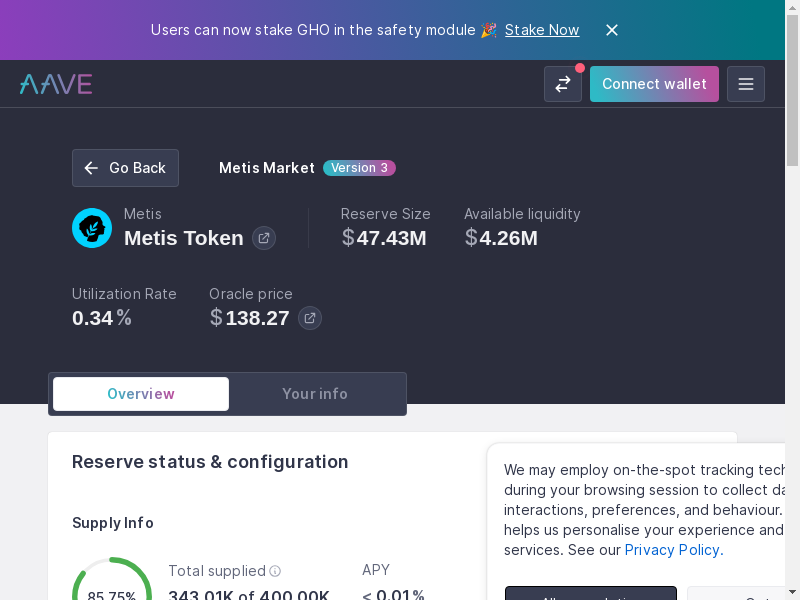 Users can now stake GHO in the safety module 🎉 Stake Now
AAVE
Connect wallet
Go Back
Metis Market Version 3
Metis
Metis Token
Reserve Size
$47.43M
Available liquidity
$4.26M
Utilization Rate
0.34%
Oracle price
$138.27
Overview
Your info
Reserve status & configuration
Supply Info
85.75%
Total supplied
343.01K of 400.00K
APY
< 0.01%
We may employ on-the-spot tracking tech
during your browsing session to collect da
interactions, preferences, and behaviour.
helps us personalise your experience and
services. See our Privacy Policy.